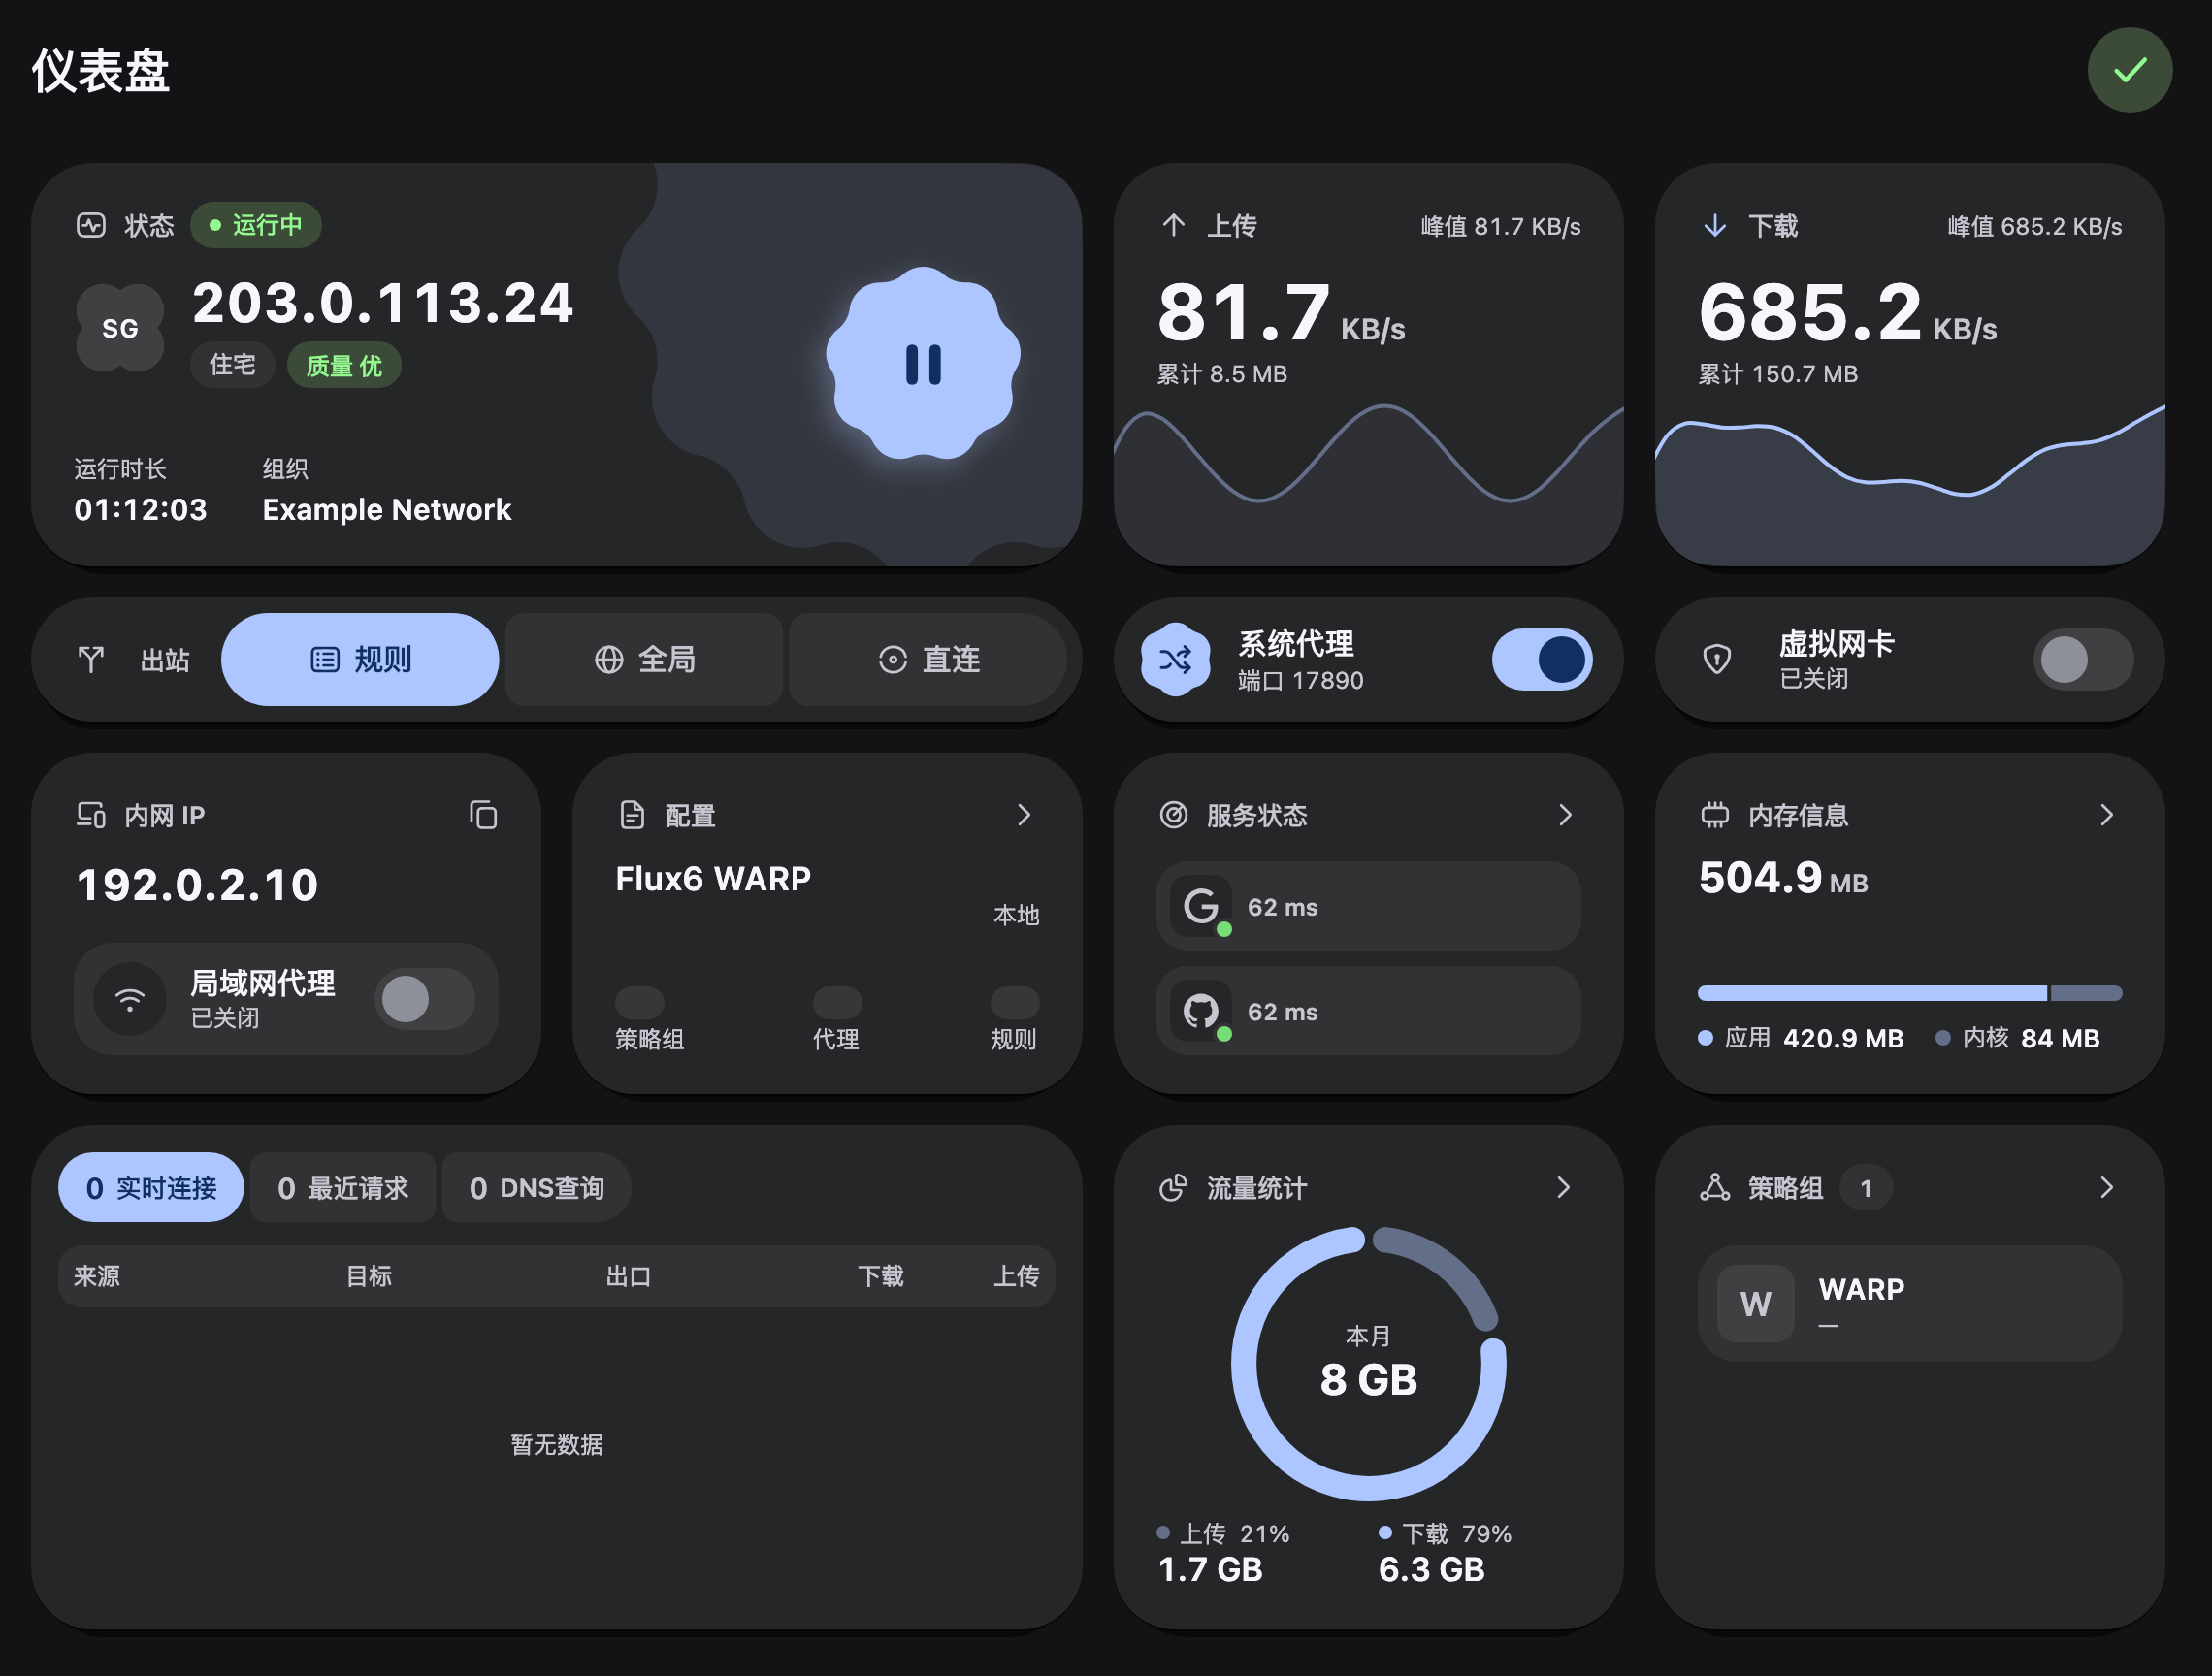 仪表盘
状态 运行中
SG
203.0.113.24
住宅 质量 优
运行时长 组织
01:12:03 Example Network
上传 峰值 81.7 KB/s
81.7 KB/s
累计 8.5 MB
下载 峰值 685.2 KB/s
685.2 KB/s
累计 150.7 MB
出站 规则 全局 直连
系统代理
端口 17890
虚拟网卡
已关闭
内网 IP
192.0.2.10
局域网代理
已关闭
配置
Flux6 WARP
本地
策略组 代理 规则
服务状态
62 ms
62 ms
内存信息
504.9 MB
应用 420.9 MB 内核 84 MB
0 实时连接 0 最近请求 0 DNS查询
来源 目标 出口 下载 上传
暂无数据
流量统计
本月
8 GB
上传 21% 下载 79%
1.7 GB 6.3 GB
策略组 1
W
WARP
—